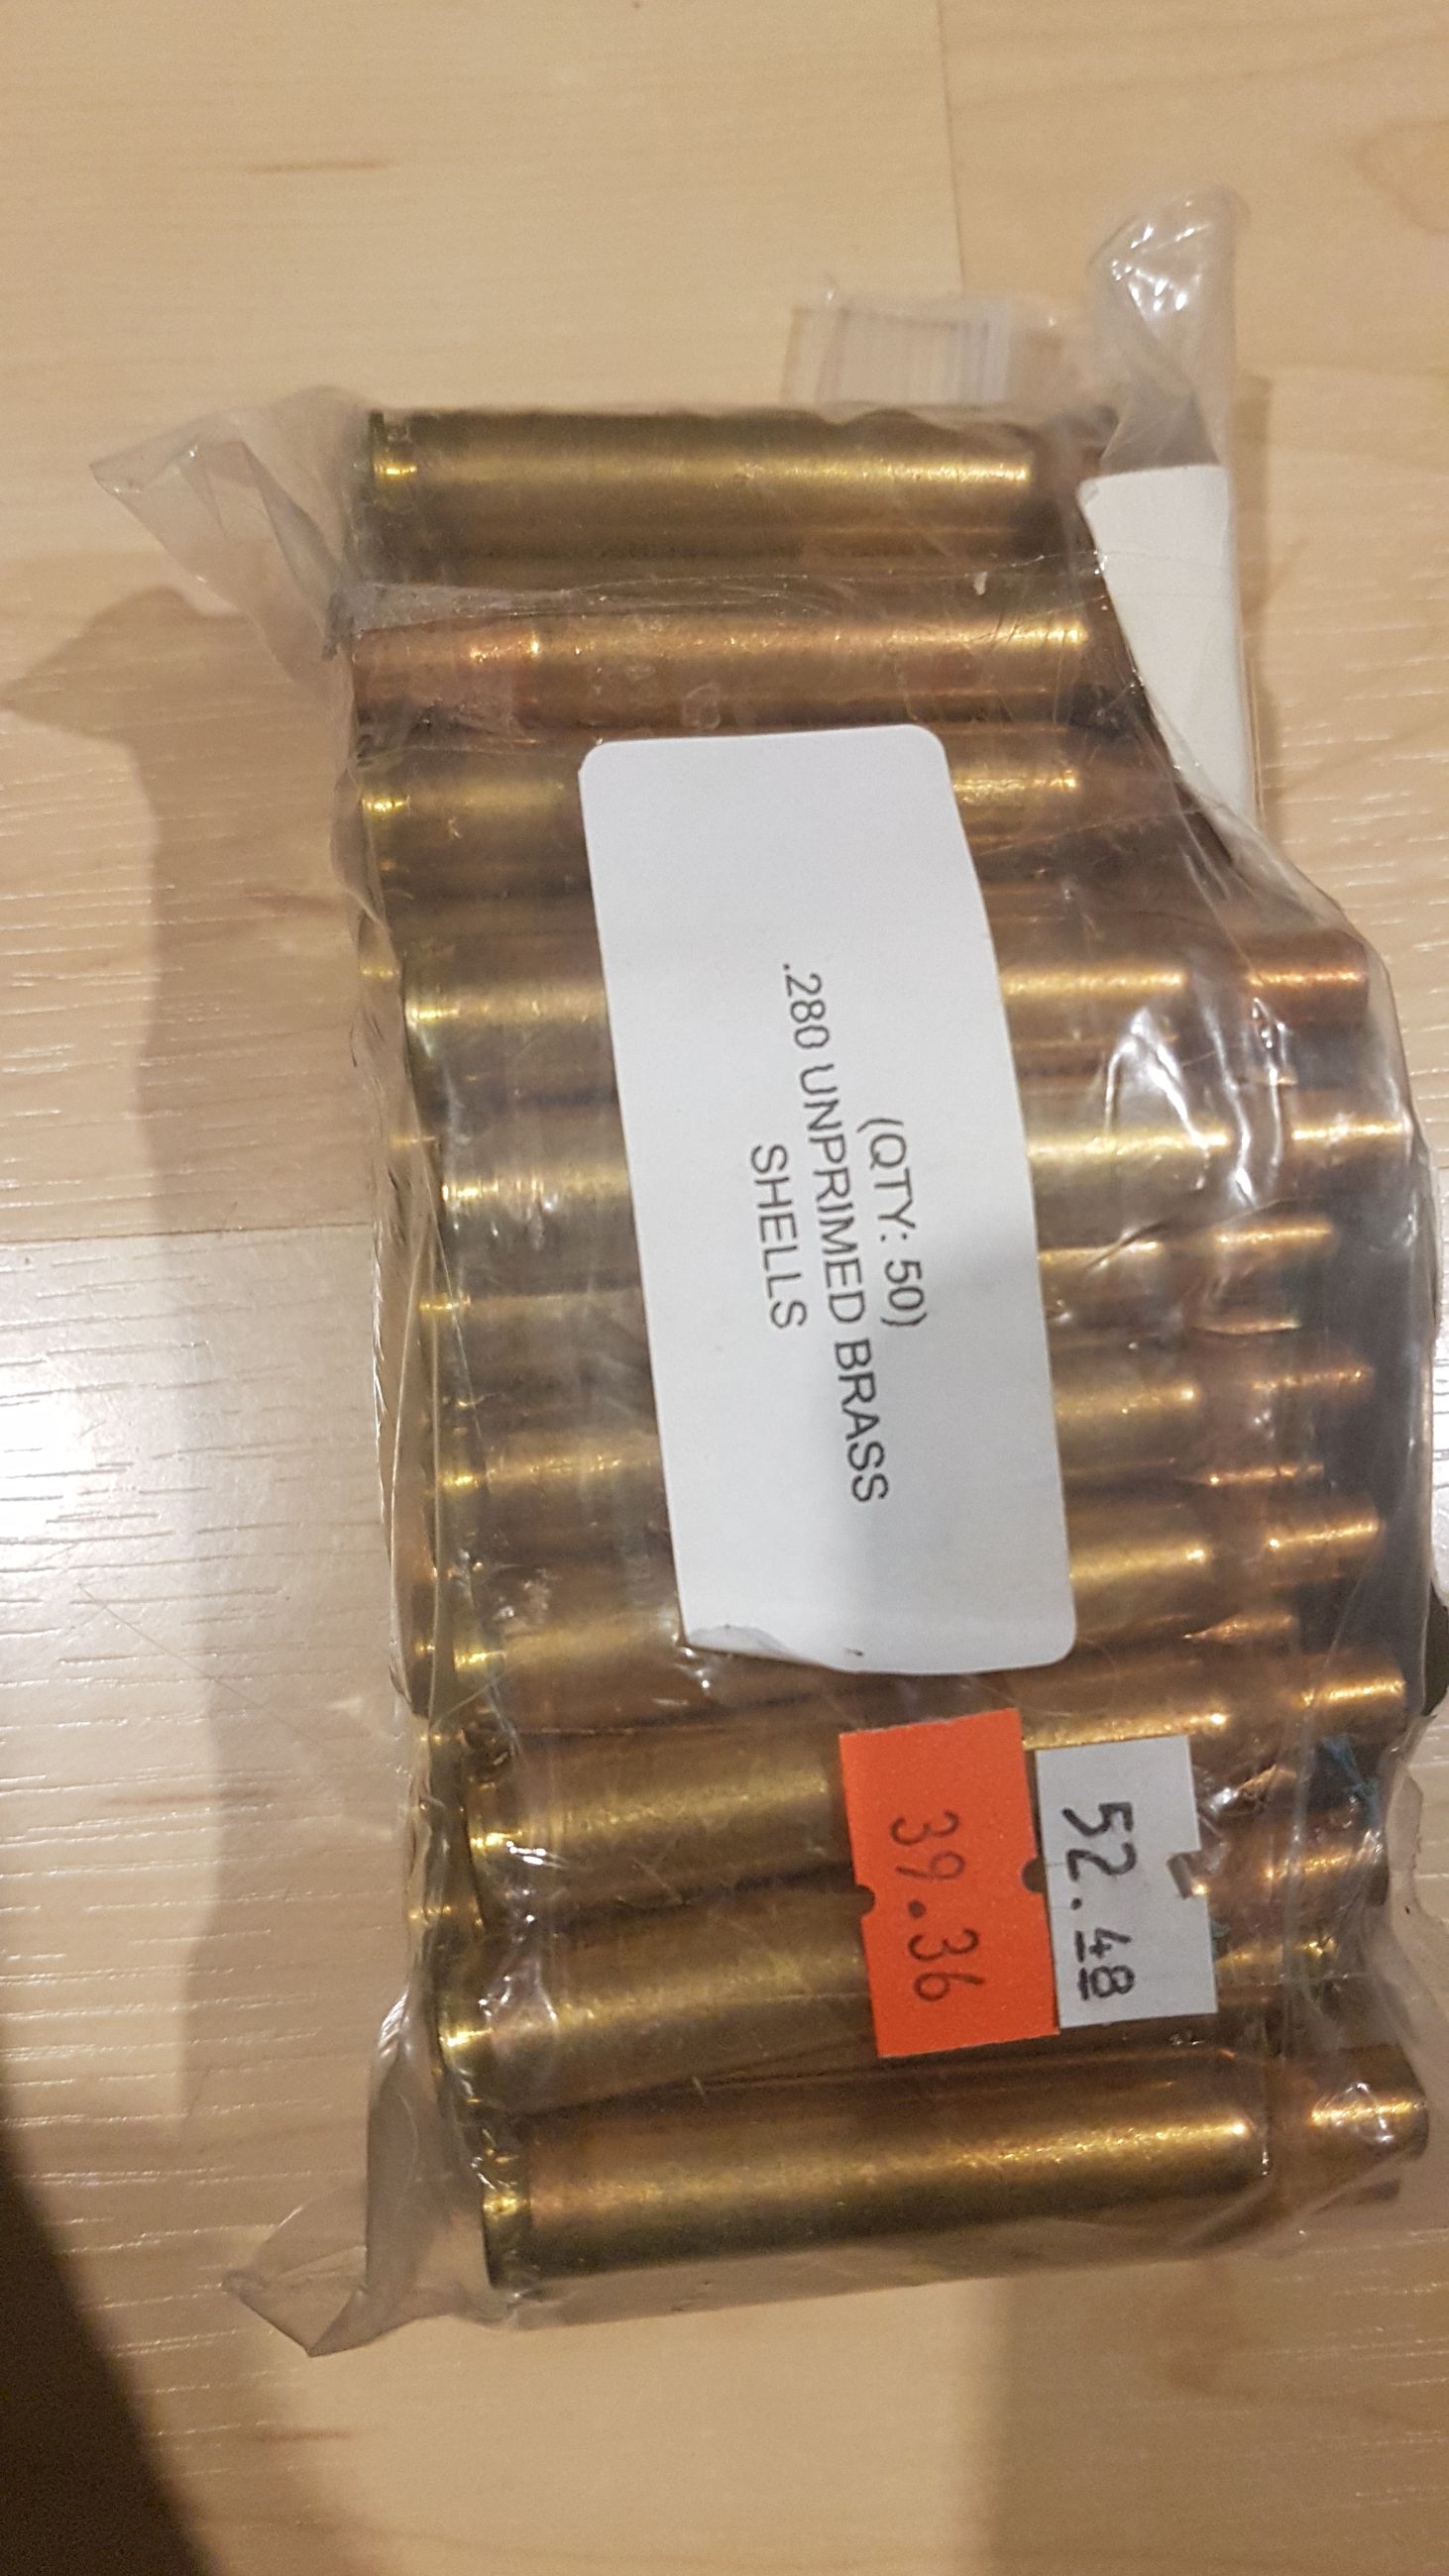 (QTY: 50)
.280 UNPRIMED BRASS
SHELLS
52.48
39.36